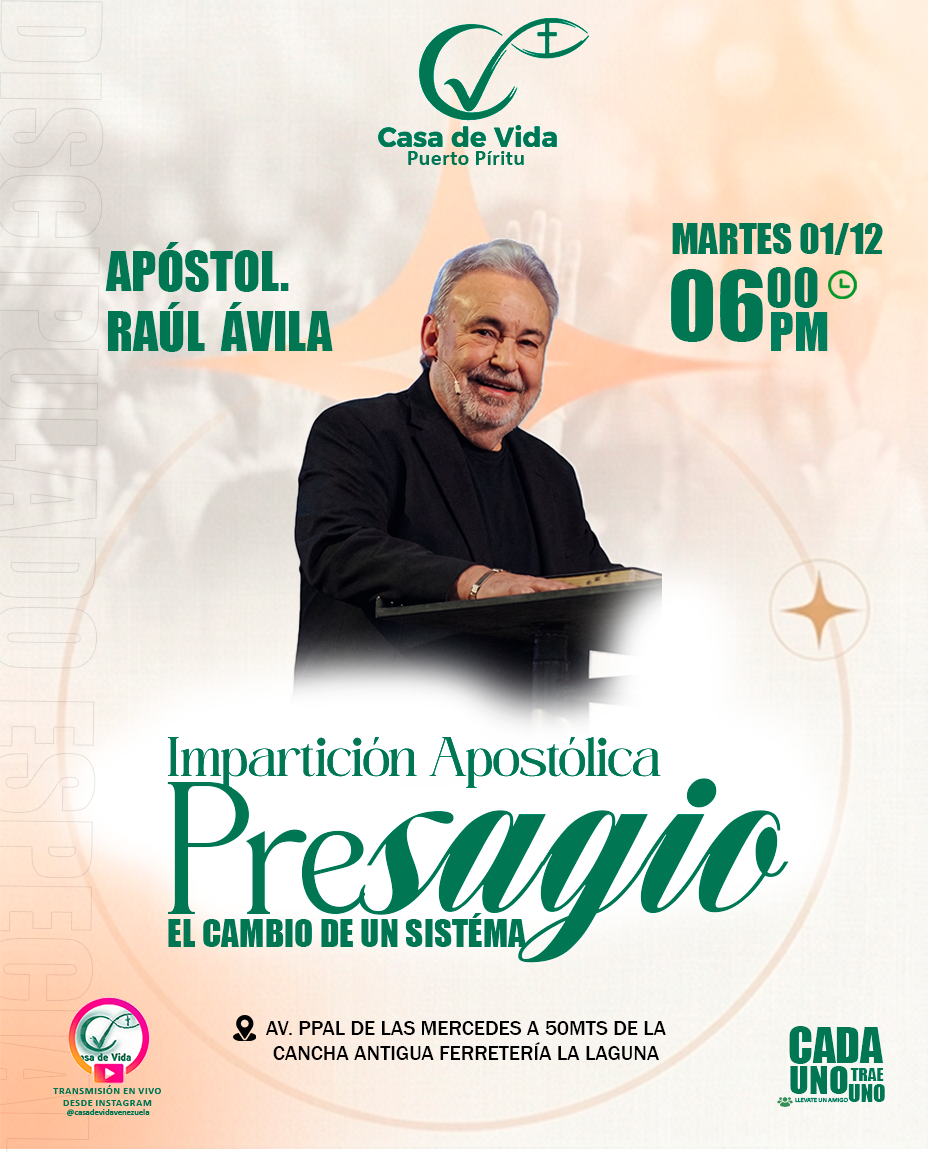 Casa de Vida
Puerto Píritu
APÓSTOL.
RAÚL ÁVILA
MARTES 01/12
06 00
PM
DISCIPULADO ESPECIAL
Impartición Apostólica
Presagio
EL CAMBIO DE UN SISTÉMA
Casa de Vida
TRANSMISIÓN EN VIVO
DESDE INSTAGRAM
@casadevidavenezuela
AV. PPAL DE LAS MERCEDES A 50MTS DE LA
CANCHA ANTIGUA FERRETERÍA LA LAGUNA
CADA
UNO TRAE
UNO
LLEVATE UN AMIGO